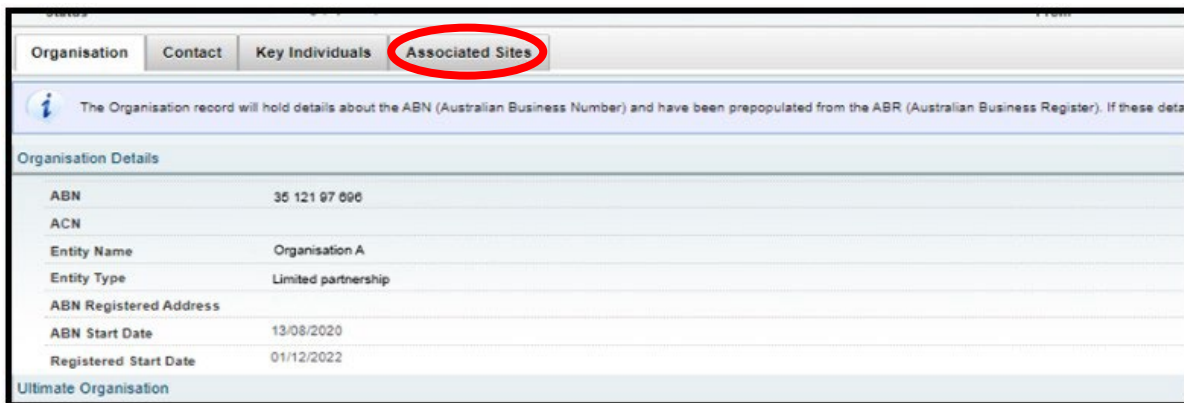 Organisation Contact Key Individuals Associated Sites
The Organisation record will hold details about the ABN (Australian Business Number) and have been prepopulated from the ABR (Australian Business Register). If these
Organisation Details
ABN 35 121 97 696
ACN
Entity Name Organisation A
Entity Type Limited partnership
ABN Registered Address
ABN Start Date 13/08/2020
Registered Start Date 01/12/2022
Ultimate Organisation